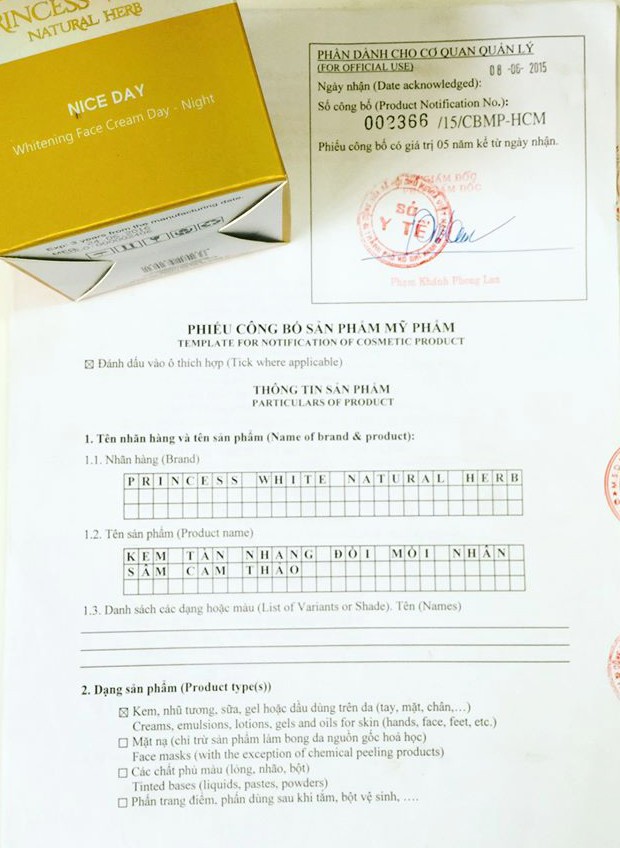 PRINCESS
NATURAL HERB
NICE DAY
Whitening Face Cream Day - Night
Exp: 3 years from the manufacturing date.
PHẦN DÀNH CHO CƠ QUAN QUẢN LÝ
(FOR OFFICIAL USE)
08 -06- 2015
Ngày nhận (Date acknowledged):
Số công bố (Product Notification No.):
002366 /15/CBMP-HCM
Phiếu công bố có giá trị 05 năm kể từ ngày nhận.
GIÁM ĐỐC
SỞ
Y TẾ
Phạm Khánh Phong Lan
PHIẾU CÔNG BỐ SẢN PHẨM MỸ PHẨM
TEMPLATE FOR NOTIFICATION OF COSMETIC PRODUCT
☒ Đánh dấu vào ô thích hợp (Tick where applicable)
THÔNG TIN SẢN PHẨM
PARTICULARS OF PRODUCT
1. Tên nhãn hàng và tên sản phẩm (Name of brand & product):
1.1. Nhãn hàng (Brand)
PRINCESS WHITE NATURAL HERB
1.2. Tên sản phẩm (Product name)
KEM TÀN NHANG ĐỒI MỒI NHÂN
SÂM CAM THẢO
1.3. Danh sách các dạng hoặc màu (List of Variants or Shade). Tên (Names)
2. Dạng sản phẩm (Product type(s))
☒ Kem, nhũ tương, sữa, gel hoặc dầu dùng trên da (tay, mặt, chân,…)
Creams, emulsions, lotions, gels and oils for skin (hands, face, feet, etc.)
☐ Mặt nạ (chỉ trừ sản phẩm làm bong da nguồn gốc hoá học)
Face masks (with the exception of chemical peeling products)
☐ Các chất phủ màu (lỏng, nhão, bột)
Tinted bases (liquids, pastes, powders)
☐ Phấn trang điểm, phấn dùng sau khi tắm, bột vệ sinh, ….